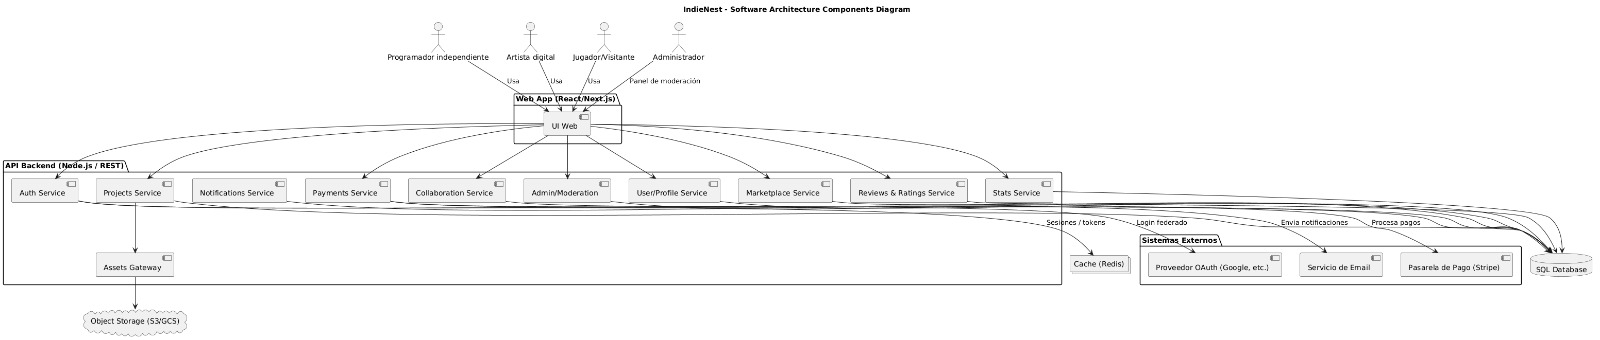 IndieNest - Software Architecture Components Diagram
Programador independiente
Artista digital
Jugador/Visitante
Administrador
Usa
Usa
Usa
Panel de moderación
Web App (React/Next.js)
UI Web
API Backend (Node.js / REST)
Auth Service
Projects Service
Notifications Service
Payments Service
Collaboration Service
Admin/Moderation
User/Profile Service
Marketplace Service
Reviews & Ratings Service
Stats Service
Sesiones / tokens
Login federado
Envia notificaciones
Procesa pagos
Sistemas Externos
Assets Gateway
Cache (Redis)
Proveedor OAuth (Google, etc.)
Servicio de Email
Pasarela de Pago (Stripe)
SQL Database
Object Storage (S3/GCS)